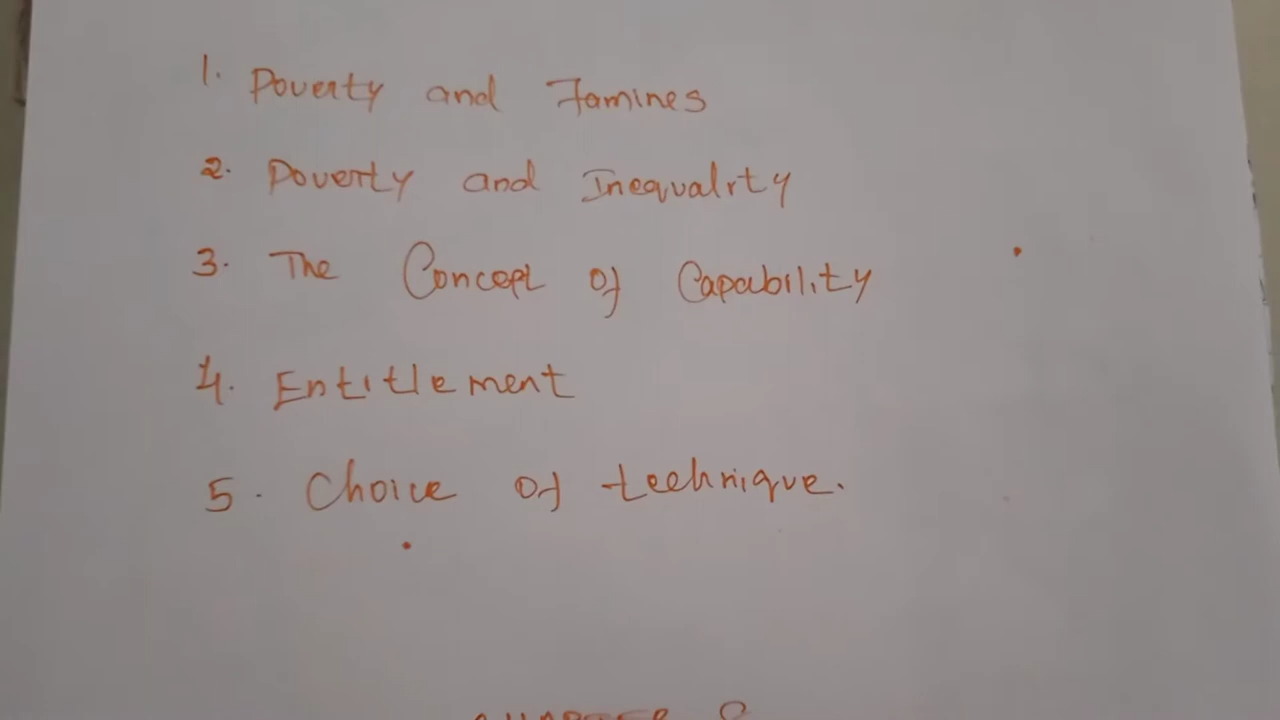 1. Poverty and Famines
2. Poverty and Inequality
3. The Concept of Capability
4. Entitlement
5. Choice of technique.